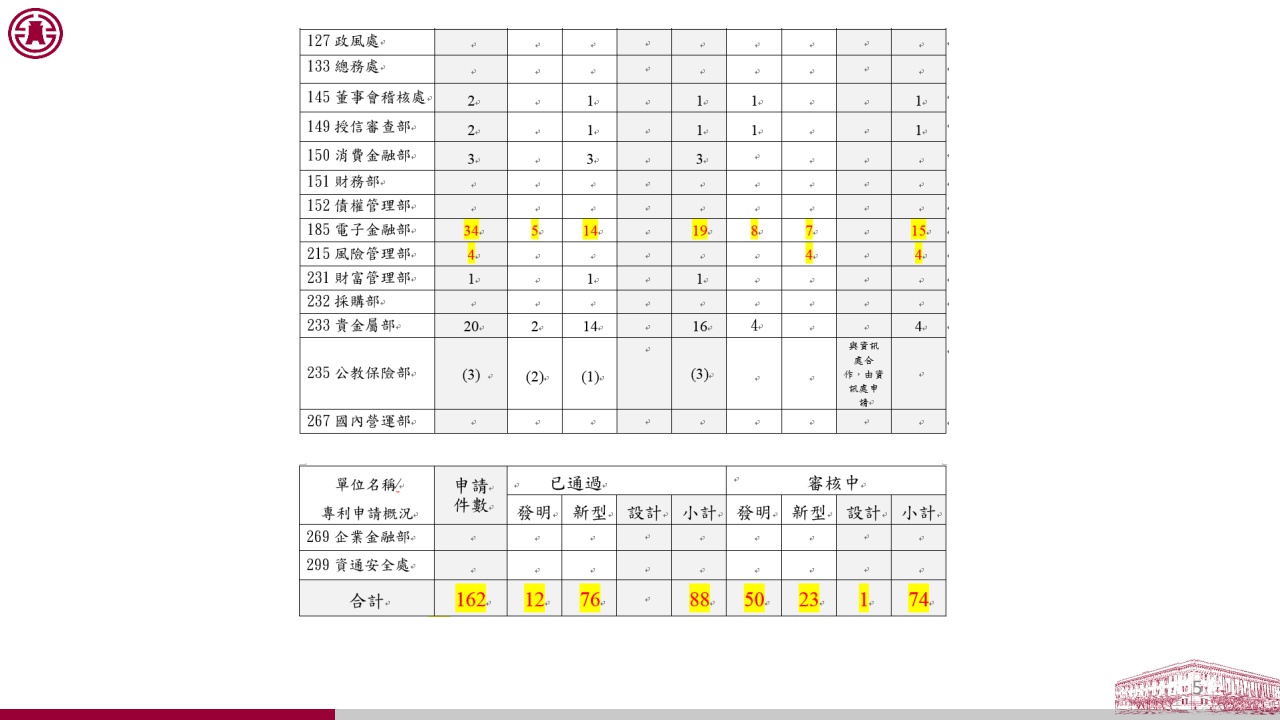 127 政風處
133 總務處
145 董事會稽核處 2 1 1 1 1
149 授信審查部 2 1 1 1 1
150 消費金融部 3 3 3
151 財務部
152 債權管理部
185 電子金融部 34 5 14 19 8 7 15
215 風險管理部 4 4 4
231 財富管理部 1 1 1
232 採購部
233 貴金屬部 20 2 14 16 4 4
235 公教保險部 (3) (2) (1) (3)
與資訊
處合
作，由資
訊處申
請
267 國內營運部
單位名稱/
專利申請概況
申請
件數
已通過 審核中
發明 新型 設計 小計 發明 新型 設計 小計
269 企業金融部
299 資通安全處
合計 162 12 76 88 50 23 1 74
5